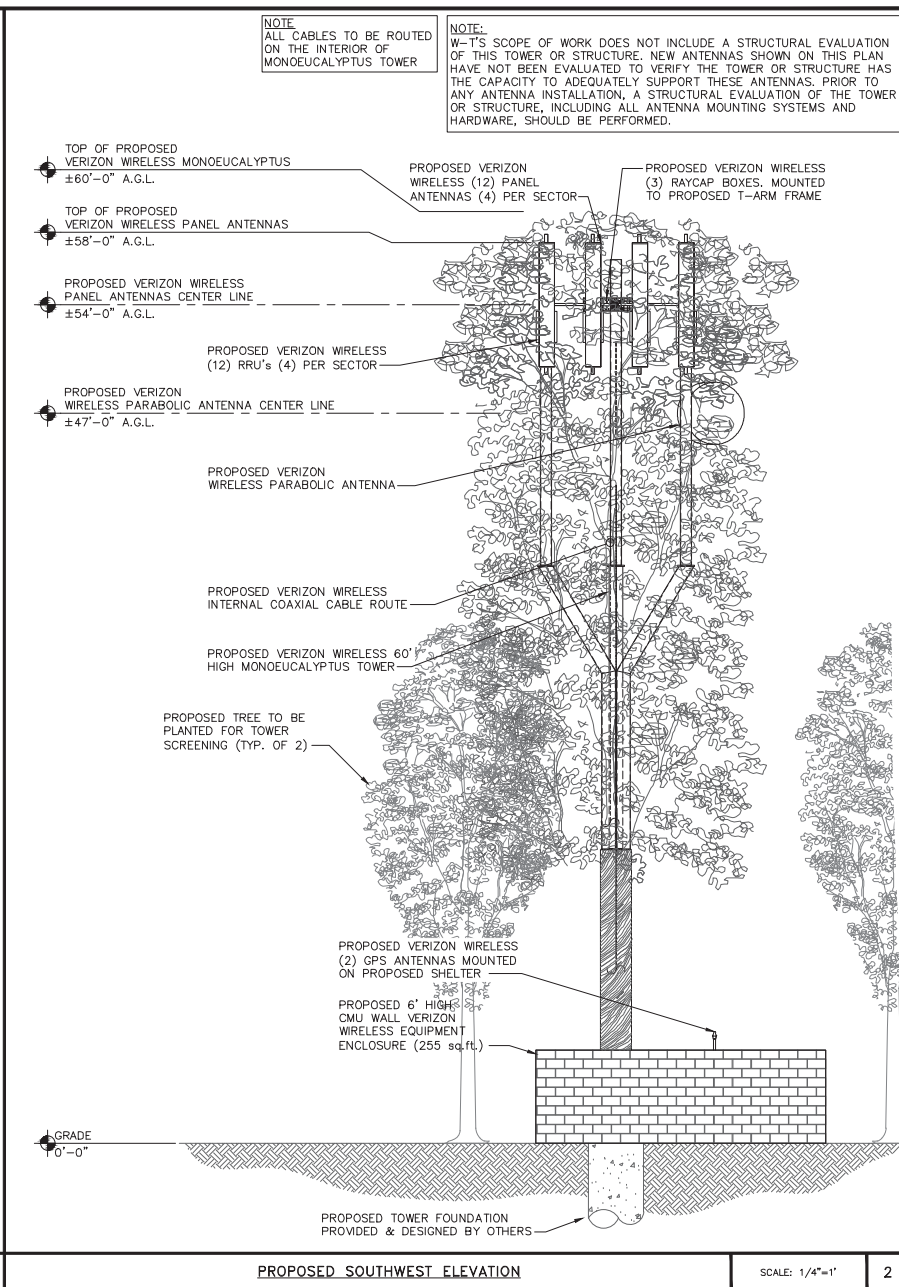 NOTE
ALL CABLES TO BE ROUTED
ON THE INTERIOR OF
MONOEUCALYPTUS TOWER
NOTE:
W-T'S SCOPE OF WORK DOES NOT INCLUDE A STRUCTURAL EVALUATION
OF THIS TOWER OR STRUCTURE. NEW ANTENNAS SHOWN ON THIS PLAN
HAVE NOT BEEN EVALUATED TO VERIFY THE TOWER OR STRUCTURE HAS
THE CAPACITY TO ADEQUATELY SUPPORT THESE ANTENNAS. PRIOR TO
ANY ANTENNA INSTALLATION, A STRUCTURAL EVALUATION OF THE TOWER
OR STRUCTURE, INCLUDING ALL ANTENNA MOUNTING SYSTEMS AND
HARDWARE, SHOULD BE PERFORMED.
TOP OF PROPOSED
VERIZON WIRELESS MONOEUCALYPTUS
±60'-0" A.G.L.
PROPOSED VERIZON
WIRELESS (12) PANEL
ANTENNAS (4) PER SECTOR
PROPOSED VERIZON WIRELESS
(3) RAYCAP BOXES. MOUNTED
TO PROPOSED T-ARM FRAME
TOP OF PROPOSED
VERIZON WIRELESS PANEL ANTENNAS
±58'-0" A.G.L.
PROPOSED VERIZON WIRELESS
PANEL ANTENNAS CENTER LINE
±54'-0" A.G.L.
PROPOSED VERIZON WIRELESS
(12) RRU's (4) PER SECTOR
PROPOSED VERIZON
WIRELESS PARABOLIC ANTENNA CENTER LINE
±47'-0" A.G.L.
PROPOSED VERIZON
WIRELESS PARABOLIC ANTENNA
PROPOSED VERIZON WIRELESS
INTERNAL COAXIAL CABLE ROUTE
PROPOSED VERIZON WIRELESS 60'
HIGH MONOEUCALYPTUS TOWER
PROPOSED TREE TO BE
PLANTED FOR TOWER
SCREENING (TYP. OF 2)
PROPOSED VERIZON WIRELESS
(2) GPS ANTENNAS MOUNTED
ON PROPOSED SHELTER
PROPOSED 6' HIGH
CMU WALL VERIZON
WIRELESS EQUIPMENT
ENCLOSURE (255 sq.ft.)
GRADE
0'-0"
PROPOSED TOWER FOUNDATION
PROVIDED & DESIGNED BY OTHERS
PROPOSED SOUTHWEST ELEVATION
SCALE: 1/4"=1'
2